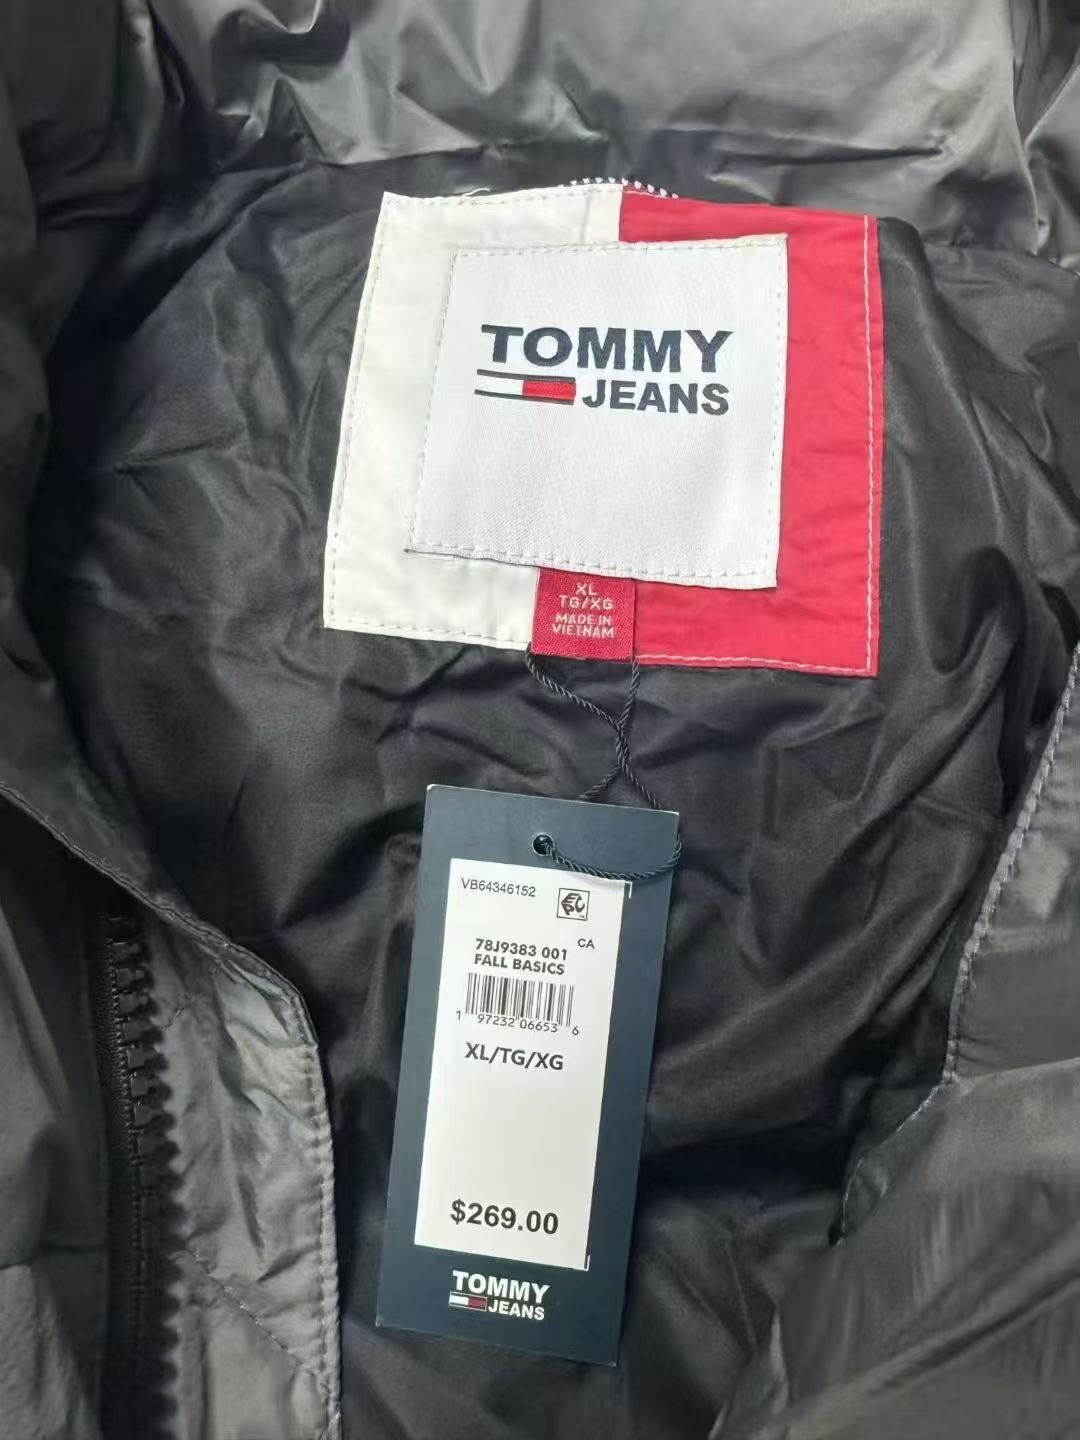 TOMMY
JEANS
XL
TG/XG
MADE IN
VIETNAM
VB64346152
EPC
CA
78J9383 001
FALL BASICS
1 97232 06653 6
XL/TG/XG
$269.00
TOMMY
JEANS